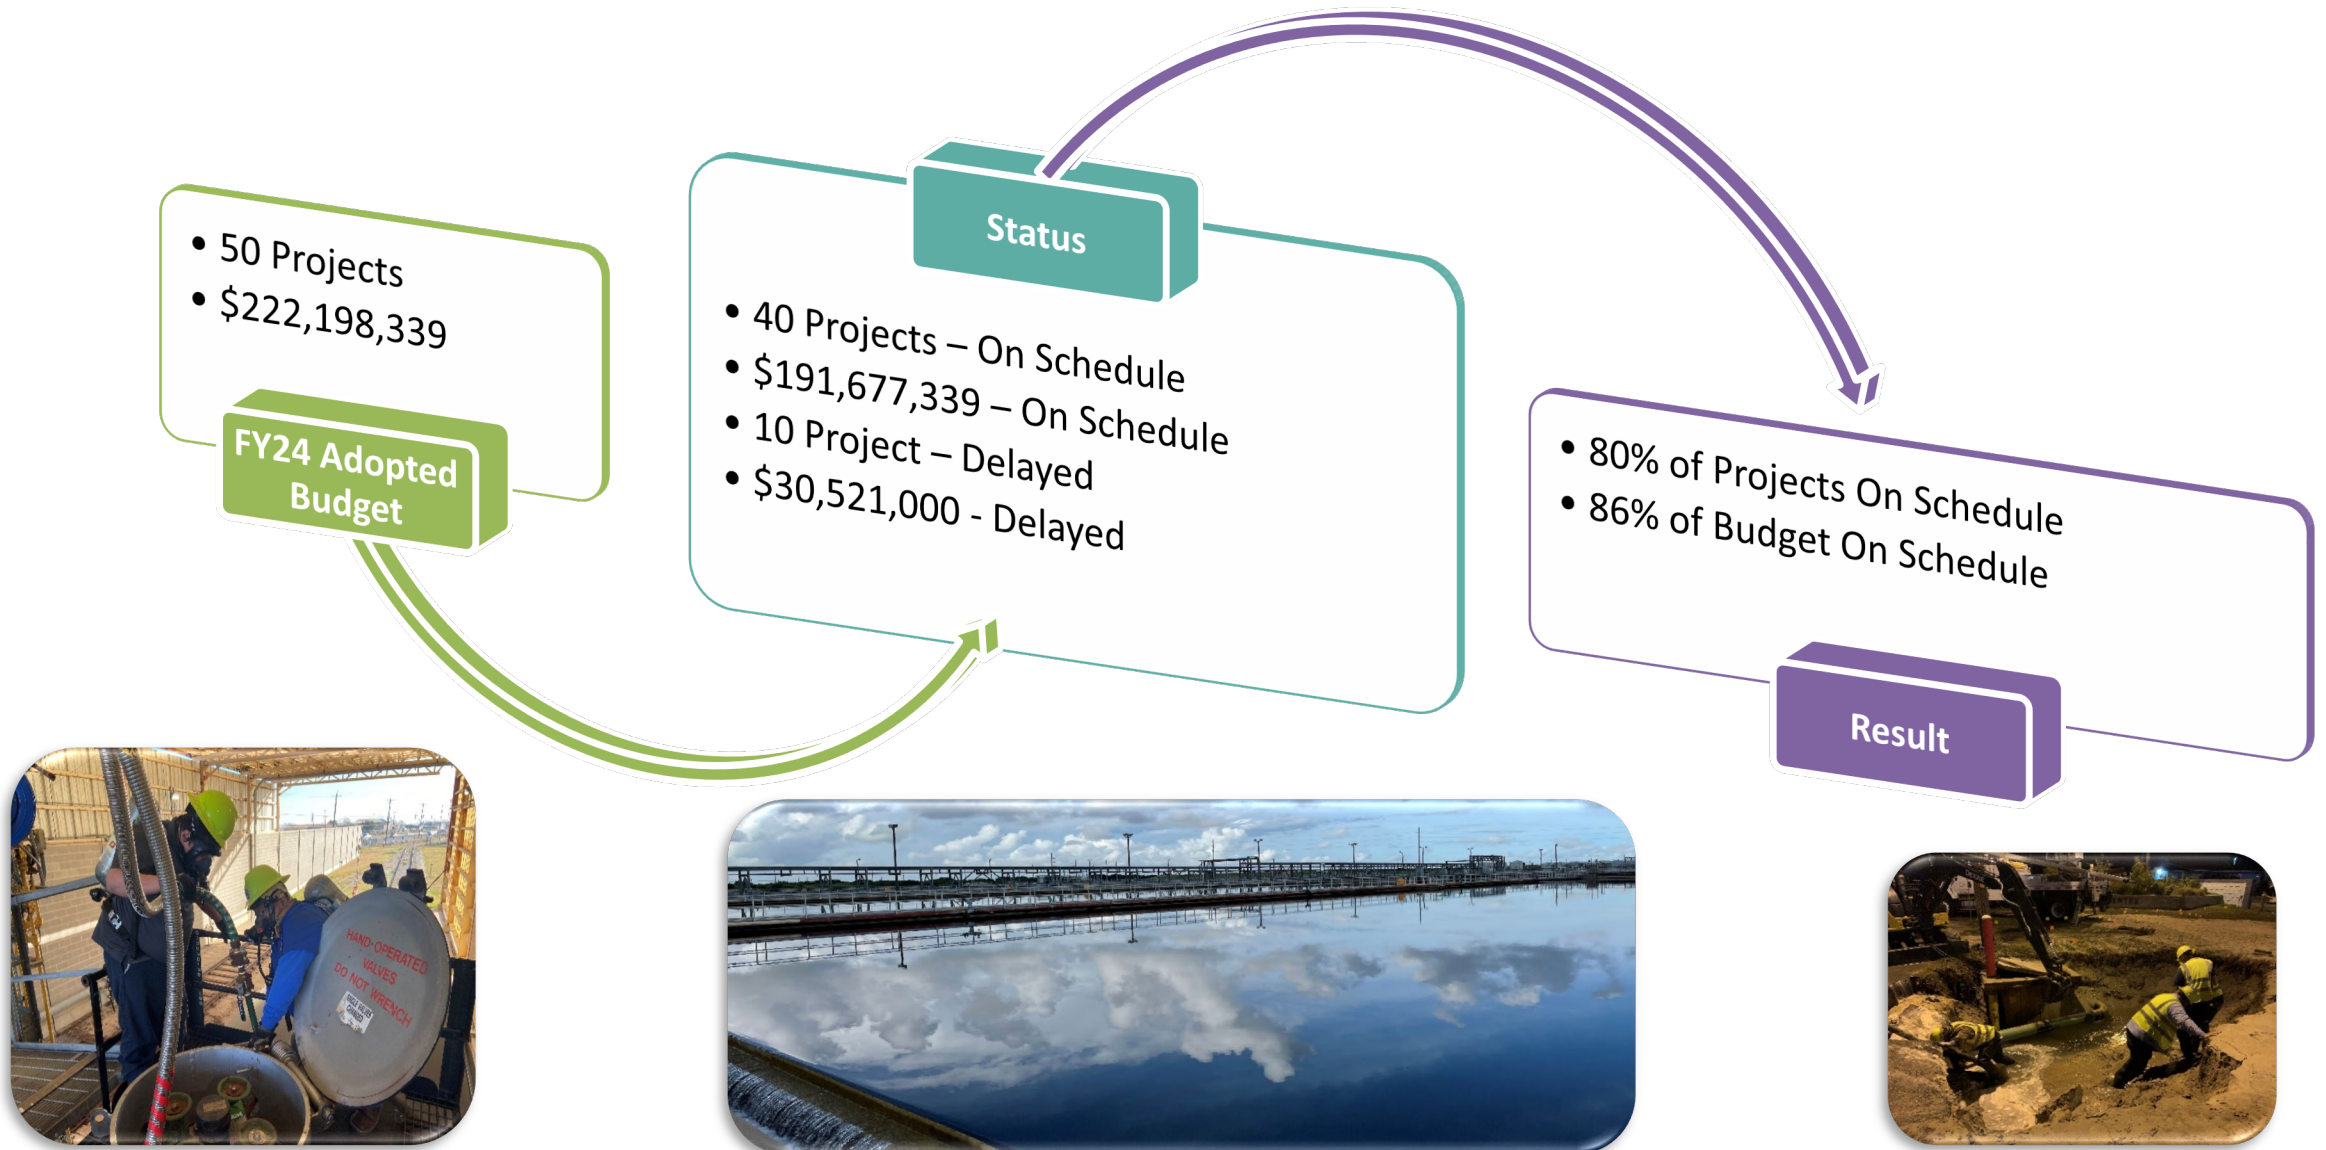 • 50 Projects
• $222,198,339
FY24 Adopted
Budget
Status
• 40 Projects – On Schedule
• $191,677,339 – On Schedule
• 10 Project – Delayed
• $30,521,000 - Delayed
• 80% of Projects On Schedule
• 86% of Budget On Schedule
Result
HAND-OPERATED
VALVES
DO NOT WRENCH
ANGLE VALVES